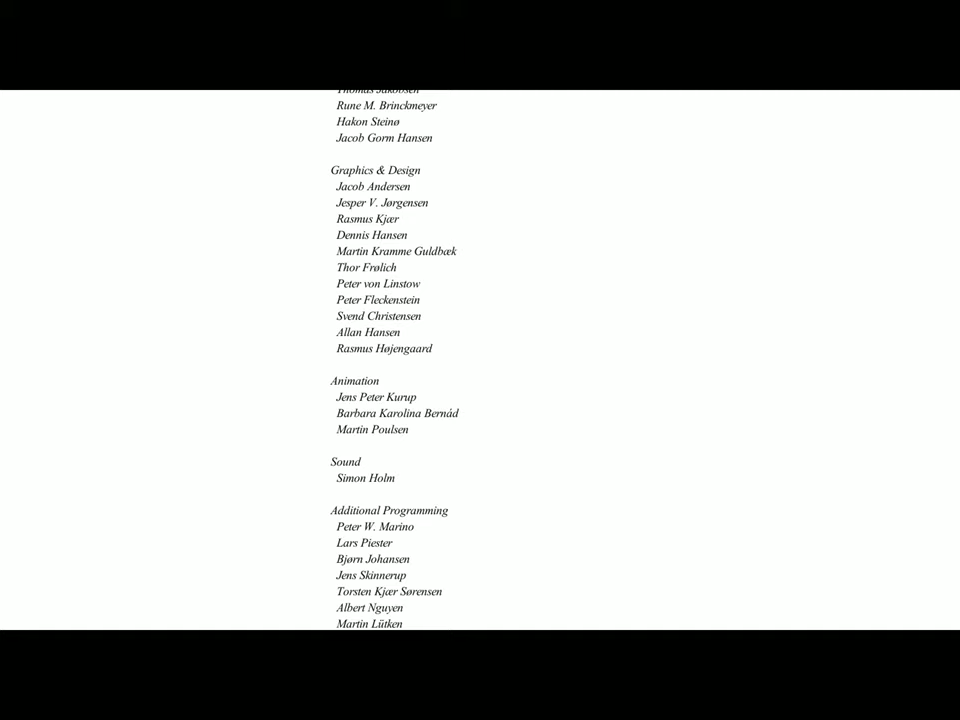 Thomas Jakobsen
Rune M. Brinckmeyer
Hakon Steinø
Jacob Gorm Hansen
Graphics & Design
Jacob Andersen
Jesper V. Jørgensen
Rasmus Kjær
Dennis Hansen
Martin Kramme Guldbæk
Thor Frølich
Peter von Linstow
Peter Fleckenstein
Svend Christensen
Allan Hansen
Rasmus Højengaard
Animation
Jens Peter Kurup
Barbara Karolina Bernád
Martin Poulsen
Sound
Simon Holm
Additional Programming
Peter W. Marino
Lars Piester
Bjørn Johansen
Jens Skinnerup
Torsten Kjær Sørensen
Albert Nguyen
Martin Lütken